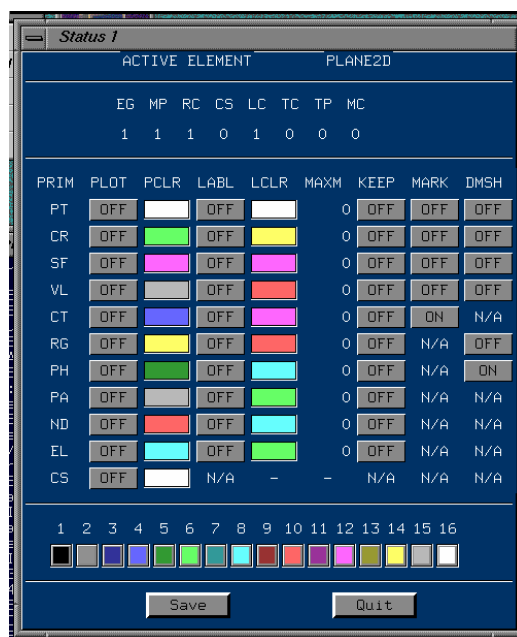 Status 1
ACTIVE ELEMENT PLANE2D
EG MP RC CS LC TC TP MC
1 1 1 0 1 0 0 0
PRIM PLOT PCLR LABL LCLR MAXM KEEP MARK DMSH
PT OFF OFF 0 OFF OFF OFF
CR OFF OFF 0 OFF OFF OFF
SF OFF OFF 0 OFF OFF OFF
VL OFF OFF 0 OFF OFF OFF
CT OFF OFF 0 OFF ON N/A
RG OFF OFF 0 OFF N/A OFF
PH OFF OFF 0 OFF N/A ON
PA OFF OFF 0 OFF N/A N/A
ND OFF OFF 0 OFF N/A N/A
EL OFF OFF 0 OFF N/A N/A
CS OFF N/A - - N/A N/A N/A
1 2 3 4 5 6 7 8 9 10 11 12 13 14 15 16
Save Quit